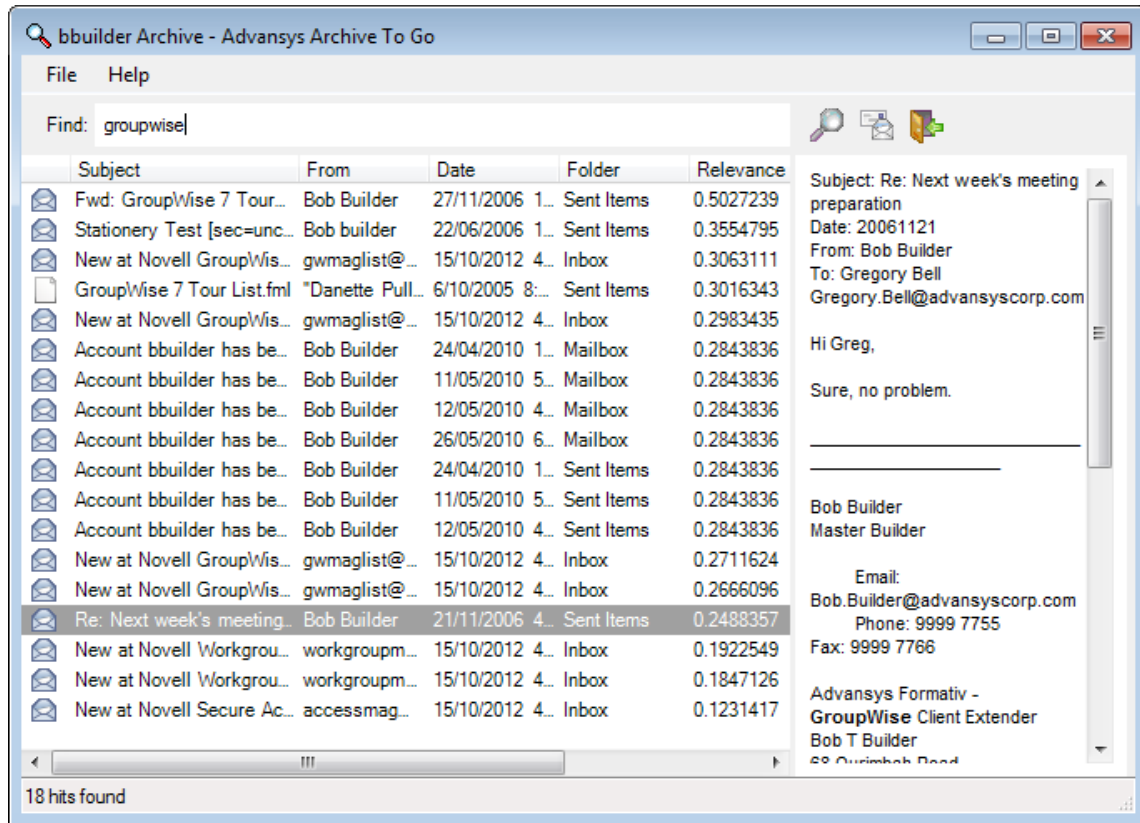 bbuilder Archive - Advansys Archive To Go
File Help
Find: groupwise
Subject From Date Folder Relevance
Fwd: GroupWise 7 Tour... Bob Builder 27/11/2006 1... Sent Items 0.5027239
Stationery Test [sec=unc... Bob builder 22/06/2006 1... Sent Items 0.3554795
New at Novell GroupWis... gwmaglist@... 15/10/2012 4... Inbox 0.3063111
GroupWise 7 Tour List.fml "Danette Pull... 6/10/2005 8:... Sent Items 0.3016343
New at Novell GroupWis... gwmaglist@... 15/10/2012 4... Inbox 0.2983435
Account bbuilder has be... Bob Builder 24/04/2010 1... Mailbox 0.2843836
Account bbuilder has be... Bob Builder 11/05/2010 5... Mailbox 0.2843836
Account bbuilder has be... Bob Builder 12/05/2010 4... Mailbox 0.2843836
Account bbuilder has be... Bob Builder 26/05/2010 6... Mailbox 0.2843836
Account bbuilder has be... Bob Builder 24/04/2010 1... Sent Items 0.2843836
Account bbuilder has be... Bob Builder 11/05/2010 5... Sent Items 0.2843836
Account bbuilder has be... Bob Builder 12/05/2010 4... Sent Items 0.2843836
New at Novell GroupWis... gwmaglist@... 15/10/2012 4... Inbox 0.2711624
New at Novell GroupWis... gwmaglist@... 15/10/2012 4... Inbox 0.2666096
Re: Next week's meeting... Bob Builder 21/11/2006 4... Sent Items 0.2488357
New at Novell Workgrou... workgroupm... 15/10/2012 4... Inbox 0.1922549
New at Novell Workgrou... workgroupm... 15/10/2012 4... Inbox 0.1847126
New at Novell Secure Ac... accessmag... 15/10/2012 4... Inbox 0.1231417
Subject: Re: Next week's meeting
preparation
Date: 20061121
From: Bob Builder
To: Gregory Bell
Gregory.Bell@advansyscorp.com
Hi Greg,
Sure, no problem.
Bob Builder
Master Builder
Email:
Bob.Builder@advansyscorp.com
Phone: 9999 7755
Fax: 9999 7766
Advansys Formativ -
GroupWise Client Extender
Bob T Builder
68 Ourimbah Road
18 hits found